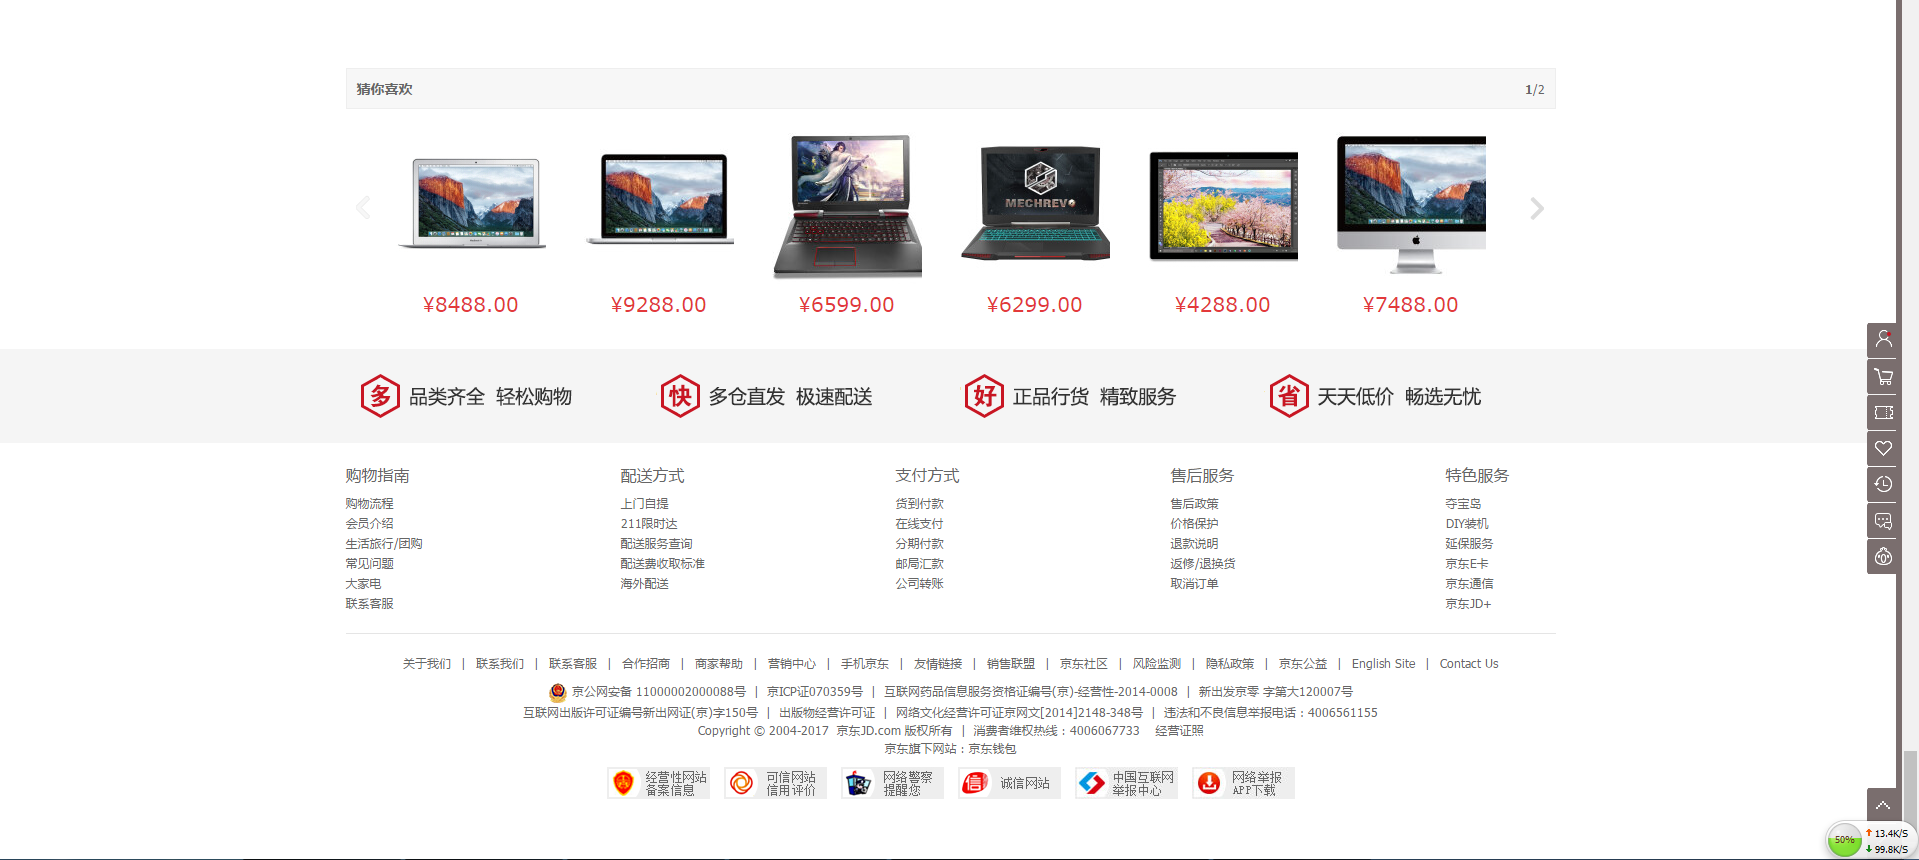 猜你喜欢 1/2
MECHREVO
¥8488.00 ¥9288.00 ¥6599.00 ¥6299.00 ¥4288.00 ¥7488.00
多 品类齐全 轻松购物 快 多仓直发 极速配送 好 正品行货 精致服务 省 天天低价 畅选无忧
购物指南 配送方式 支付方式 售后服务 特色服务
购物流程 上门自提 货到付款 售后政策 夺宝岛
会员介绍 211限时达 在线支付 价格保护 DIY装机
生活旅行/团购 配送服务查询 分期付款 退款说明 延保服务
常见问题 配送费收取标准 邮局汇款 返修/退换货 京东E卡
大家电 海外配送 公司转账 取消订单 京东通信
联系客服 京东JD+
关于我们 | 联系我们 | 联系客服 | 合作招商 | 商家帮助 | 营销中心 | 手机京东 | 友情链接 | 销售联盟 | 京东社区 | 风险监测 | 隐私政策 | 京东公益 | English Site | Contact Us
京公网安备 11000002000088号 | 京ICP证070359号 | 互联网药品信息服务资格证编号(京)-经营性-2014-0008 | 新出发京零 字第大120007号
互联网出版许可证编号新出网证(京)字150号 | 出版物经营许可证 | 网络文化经营许可证京网文[2014]2148-348号 | 违法和不良信息举报电话：4006561155
Copyright © 2004-2017 京东JD.com 版权所有 | 消费者维权热线：4006067733 经营证照
京东旗下网站：京东钱包
经营性网站 可信网站 网络警察 诚信网站 中国互联网 网络举报
备案信息 信用评价 提醒您 举报中心 APP下载
50% 13.4K/S
99.8K/S